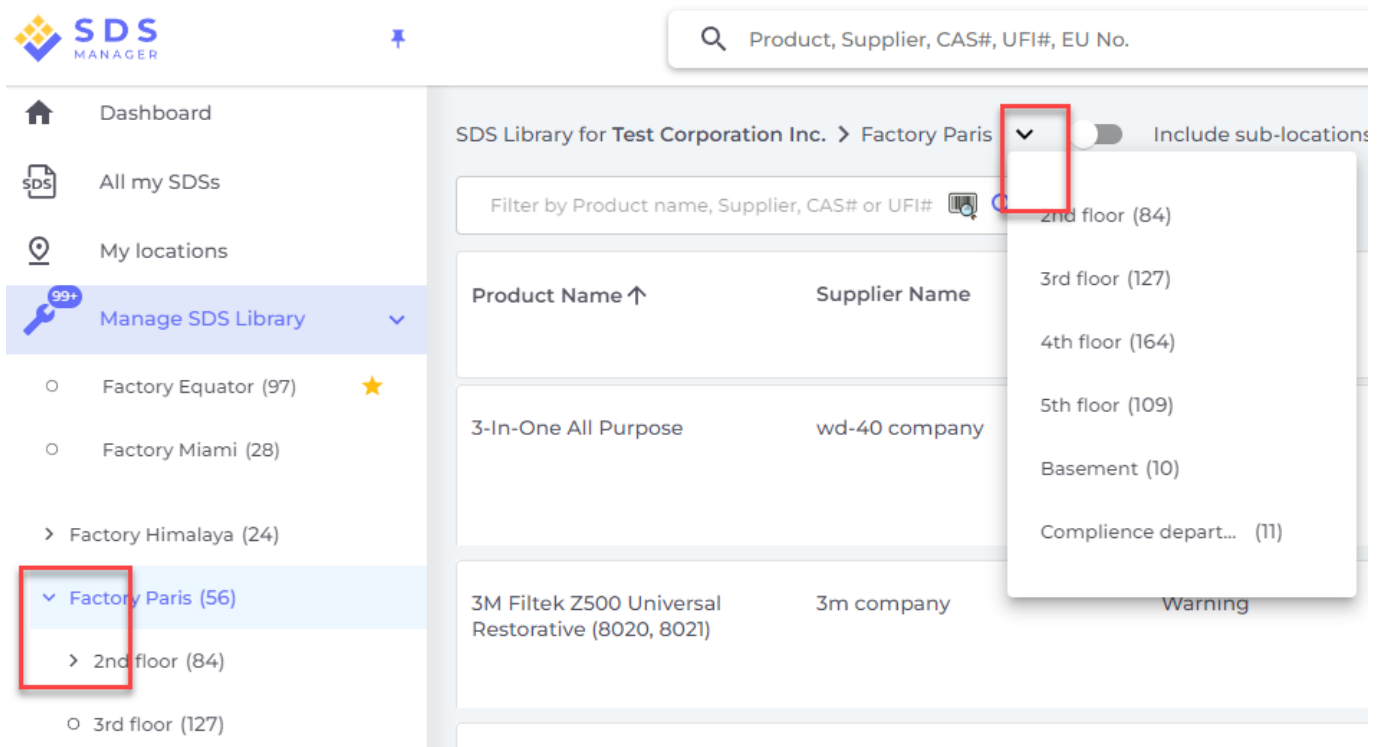 SDS
MANAGER
Product, Supplier, CAS#, UFI#, EU No.
Dashboard
SDS
All my SDSs
My locations
99+
Manage SDS Library
Factory Equator (97)
Factory Miami (28)
Factory Himalaya (24)
Factory Paris (56)
2nd floor (84)
3rd floor (127)
SDS Library for Test Corporation Inc. > Factory Paris
Include sub-locations
Filter by Product name, Supplier, CAS# or UFI#
2nd floor (84)
3rd floor (127)
4th floor (164)
5th floor (109)
Basement (10)
Complience depart... (11)
Product Name Supplier Name
3-In-One All Purpose wd-40 company
3M Filtek Z500 Universal 3m company Warning
Restorative (8020, 8021)